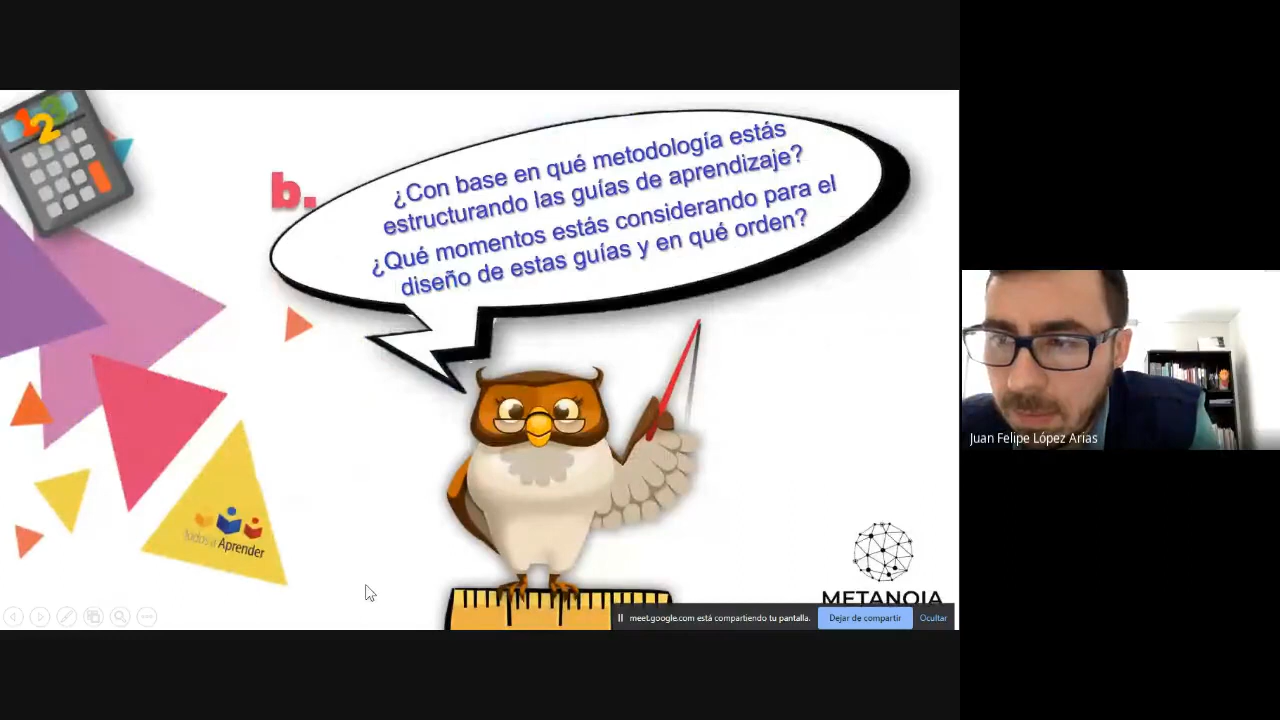 123
b.
¿Con base en qué metodología estás
estructurando las guías de aprendizaje?
¿Qué momentos estás considerando para el
diseño de estas guías y en qué orden?
Todos a Aprender
METANOIA
meet.google.com está compartiendo tu pantalla.
Dejar de compartir
Ocultar
Juan Felipe López Arias